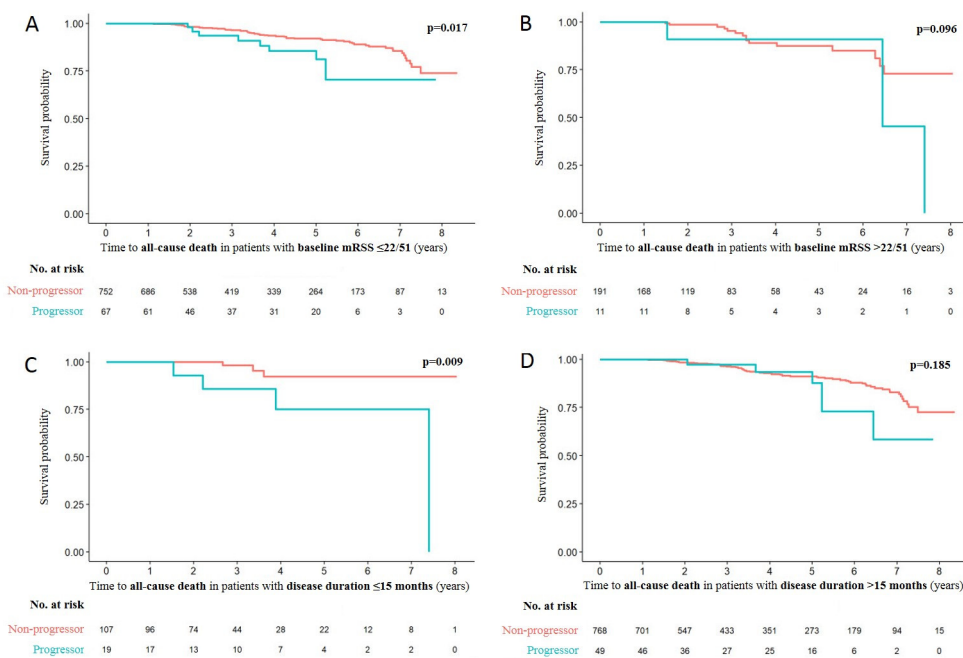 A
p=0.017
Survival probability
1.00
0.75
0.50
0.25
0.00
0 1 2 3 4 5 6 7 8
Time to all-cause death in patients with baseline mRSS ≤22/51 (years)
No. at risk
Non-progressor 752 686 538 419 339 264 173 87 13
Progressor 67 61 46 37 31 20 6 3 0
B
p=0.096
Survival probability
1.00
0.75
0.50
0.25
0.00
0 1 2 3 4 5 6 7 8
Time to all-cause death in patients with baseline mRSS >22/51 (years)
No. at risk
Non-progressor 191 168 119 83 58 43 24 16 3
Progressor 11 11 8 5 4 3 2 1 0
C
p=0.009
Survival probability
1.00
0.75
0.50
0.25
0.00
0 1 2 3 4 5 6 7 8
Time to all-cause death in patients with disease duration ≤15 months (years)
No. at risk
Non-progressor 107 96 74 44 28 22 12 8 1
Progressor 19 17 13 10 7 4 2 2 0
D
p=0.185
Survival probability
1.00
0.75
0.50
0.25
0.00
0 1 2 3 4 5 6 7 8
Time to all-cause death in patients with disease duration >15 months (years)
No. at risk
Non-progressor 768 701 547 433 351 273 179 94 15
Progressor 49 46 36 27 25 16 6 2 0